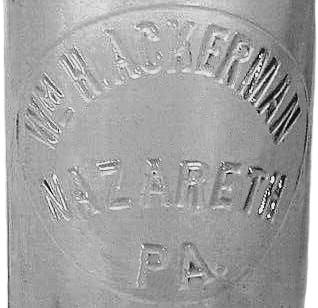 WM. H. ACKERMAN
NAZARETH
PA.